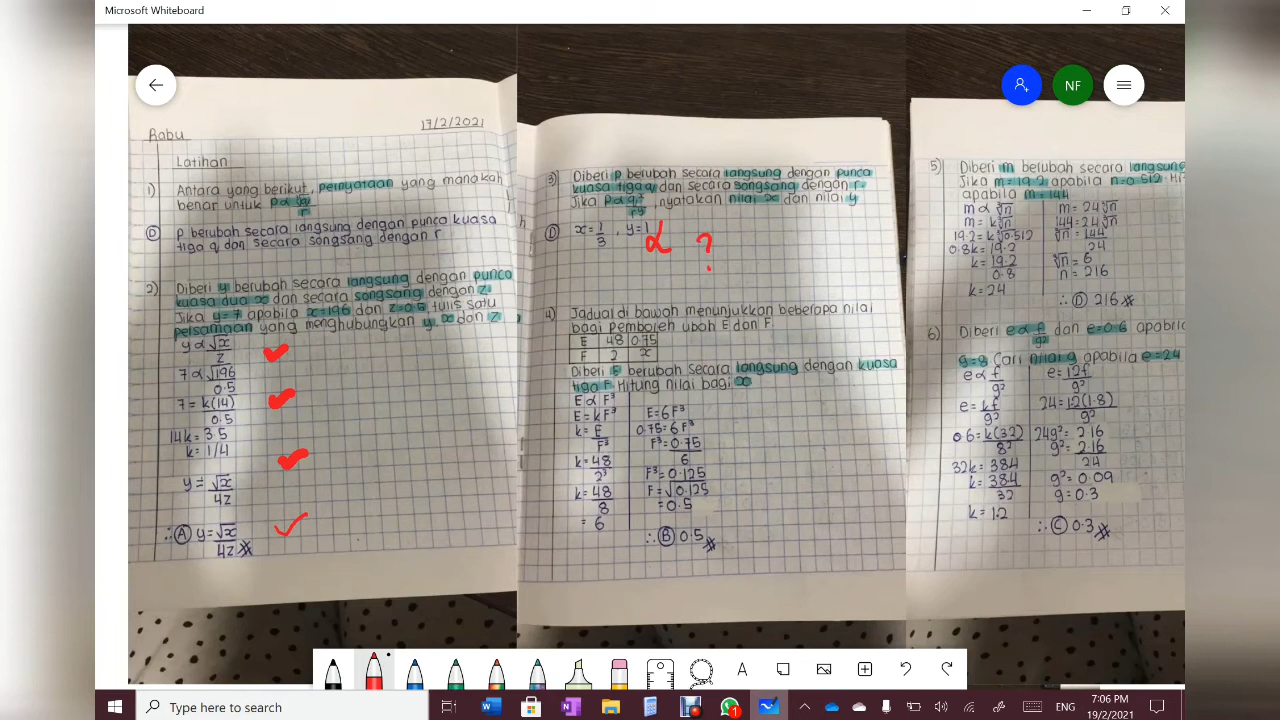 Microsoft Whiteboard
NF
17/2/2021
Rabu
Latihan
1) Antara yang berikut, pernyataan yang manakah
benar untuk p ∝ ∛q/r
Ⓓ p berubah secara langsung dengan punca kuasa
tiga q dan secara songsang dengan r
2) Diberi y berubah secara langsung dengan punca
kuasa dua x dan secara songsang dengan z.
Jika y=7 apabila x=196 dan z=0.5, tulis satu
persamaan yang menghubungkan y, x dan z
y ∝ √x/z
7 ∝ √196/0.5
7 = k(14)/0.5
14k = 3.5
k = 1/4
y = √x/4z
∴ Ⓐ y = √x/4z
3) Diberi p berubah secara langsung dengan punca
kuasa tiga q dan secara songsang dengan r.
Jika p ∝ qˣ/rʸ, nyatakan nilai x dan nilai y
Ⓓ x = 1/3, y = 1
∝ ?
4) Jadual di bawah menunjukkan beberapa nilai
bagi pemboleh ubah E dan F.
E 48 0.75
F 2 x
Diberi E berubah secara langsung dengan kuasa
tiga F. Hitung nilai bagi x
E ∝ F³
E = kF³
k = E/F³
k = 48/2³
k = 48/8
= 6
E = 6F³
0.75 = 6F³
F³ = 0.75/6
F³ = 0.125
F = √0.125
= 0.5
∴ Ⓑ 0.5
5) Diberi m berubah secara langsung
Jika m = 19.2 apabila n = 0.512. Hi
apabila m = 144
m ∝ ∛n
m = k∛n
19.2 = k∛0.512
0.8k = 19.2
k = 19.2/0.8
k = 24
m = 24∛n
144 = 24∛n
∛n = 144/24
∛n = 6
n = 216
∴ Ⓓ 216
6) Diberi e ∝ f/g² dan e = 0.6 apabila
g = 8. Cari nilai g apabila e = 24
e ∝ f/g²
e = kf/g²
0.6 = k(32)/8²
32k = 384
k = 384/32
k = 12
e = 12f/g²
24 = 12(1.8)/g²
24g² = 2.16
g² = 2.16/24
g² = 0.09
g = 0.3
∴ Ⓒ 0.3
A
Type here to search
1
ENG
7:06 PM
19/2/2021